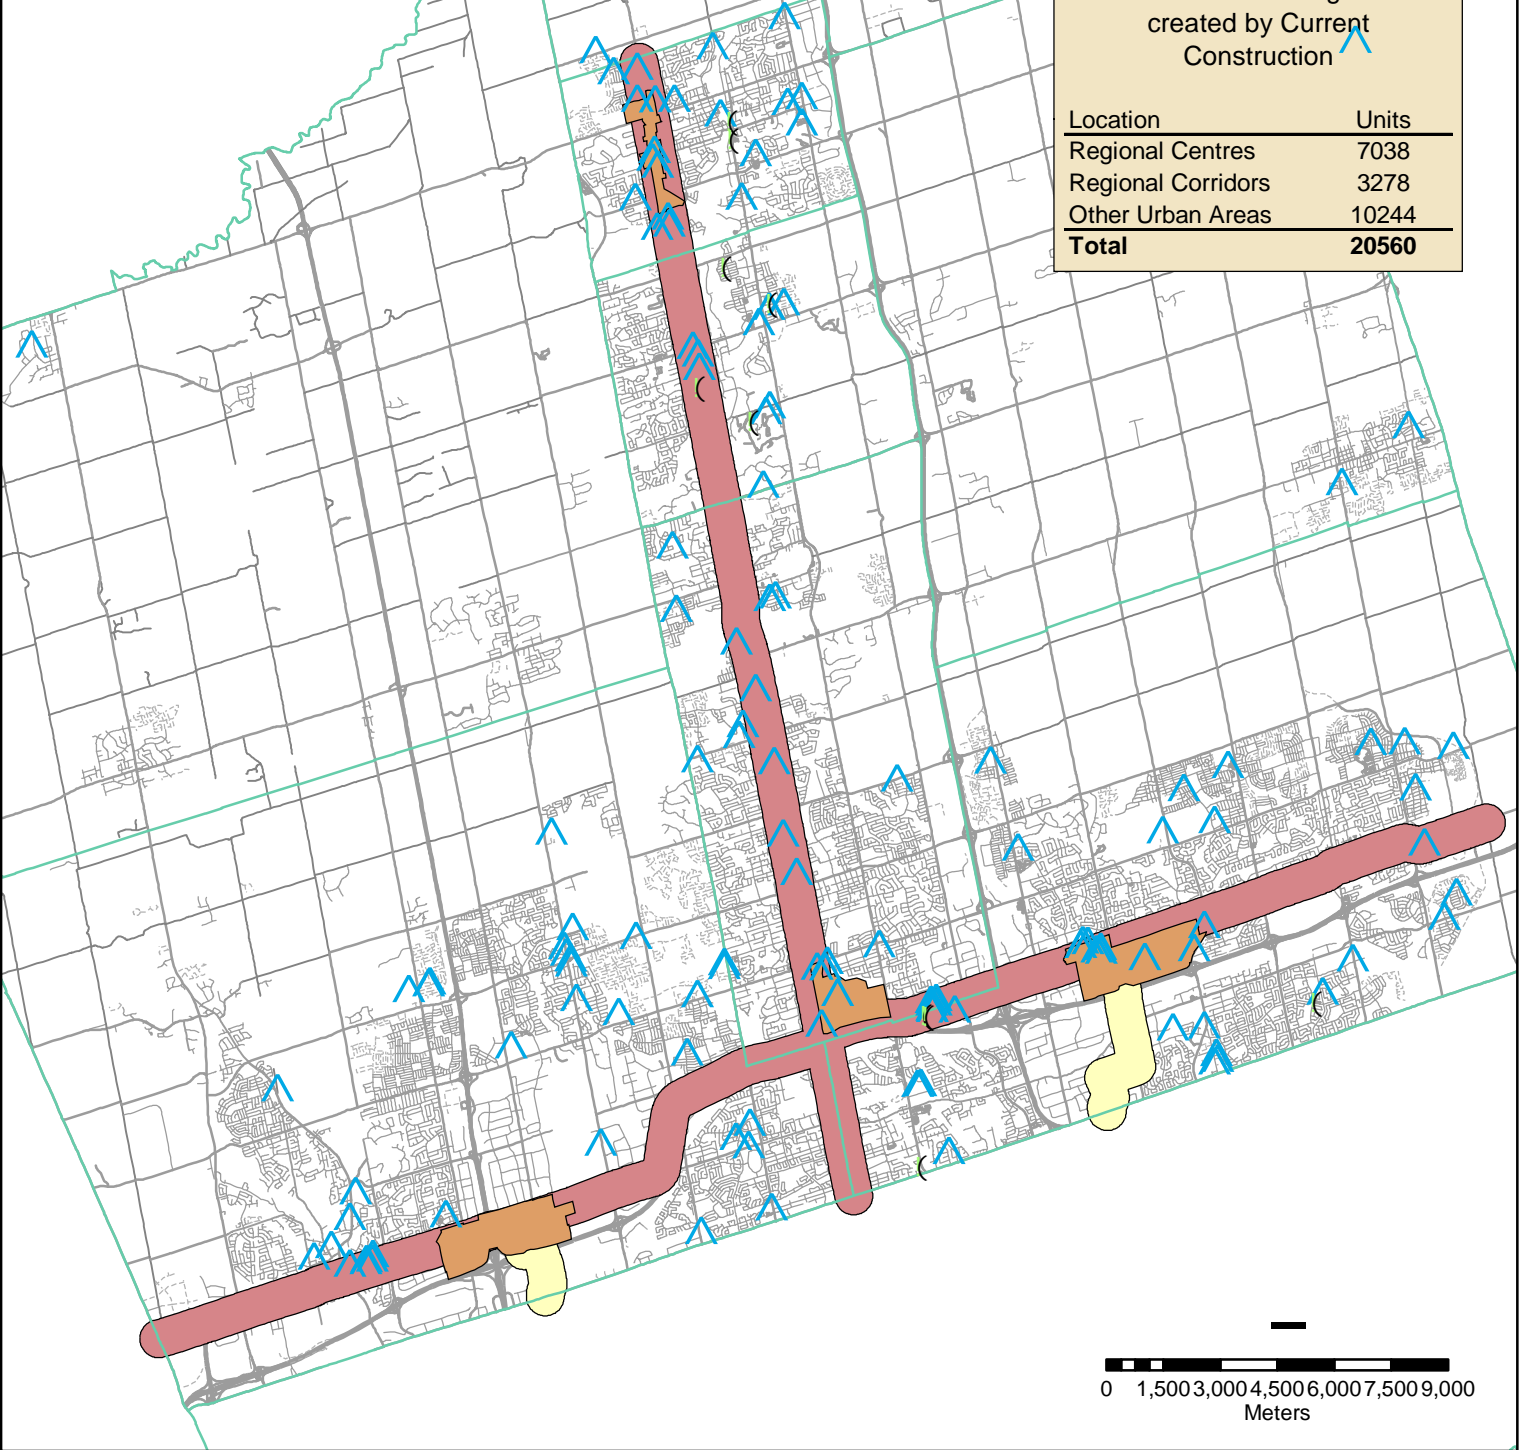 created by Current
Construction
Location Units
Regional Centres 7038
Regional Corridors 3278
Other Urban Areas 10244
Total 20560
0 1,500 3,000 4,500 6,000 7,500 9,000
Meters